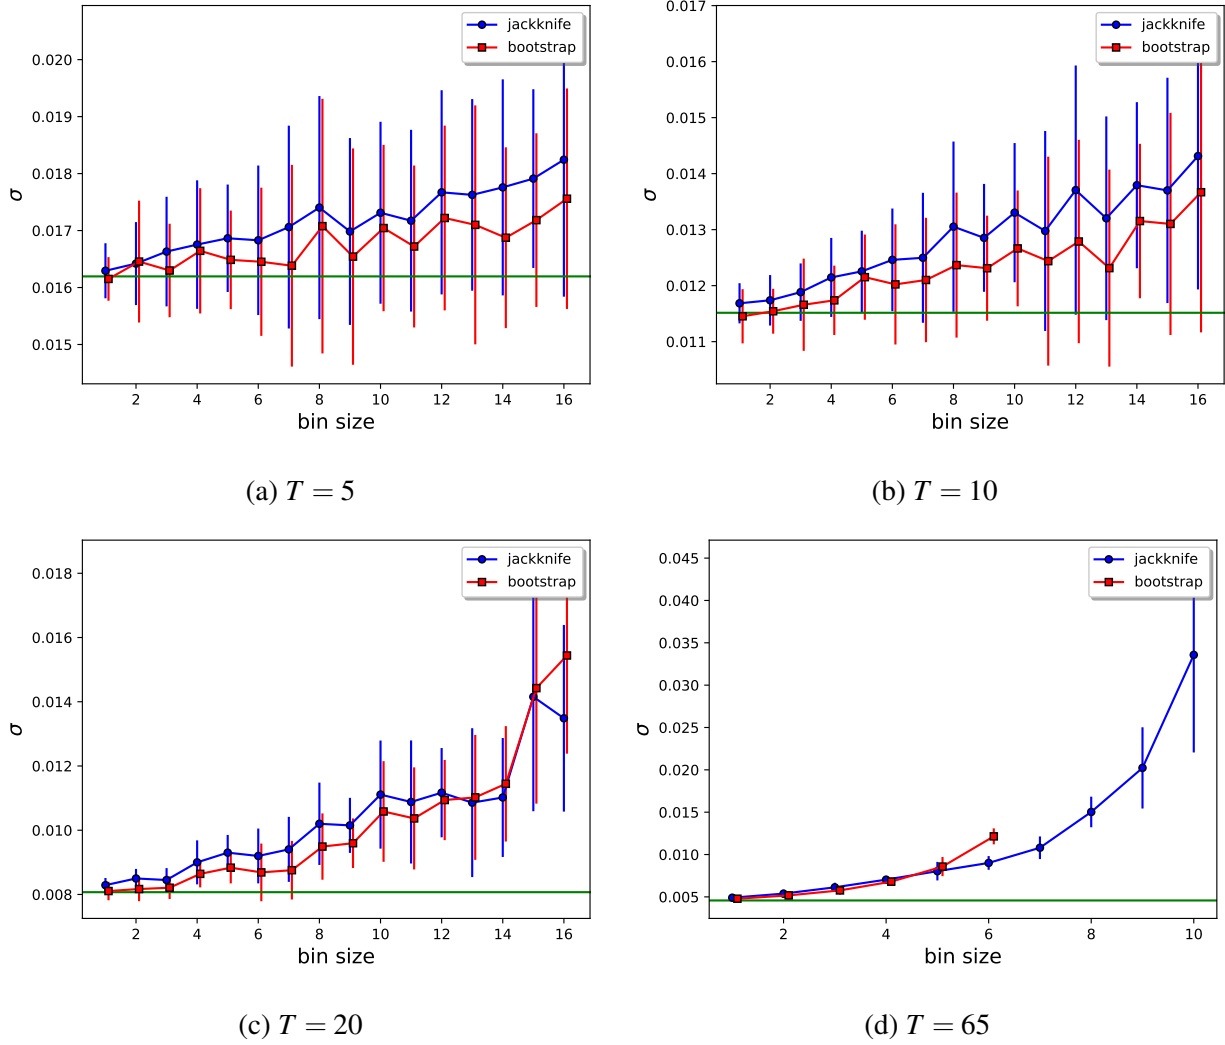 jackknife
bootstrap
0.020
0.019
0.018
0.017
0.016
0.015
σ
2 4 6 8 10 12 14 16
bin size
(a) T = 5
jackknife
bootstrap
0.017
0.016
0.015
0.014
0.013
0.012
0.011
σ
2 4 6 8 10 12 14 16
bin size
(b) T = 10
jackknife
bootstrap
0.018
0.016
0.014
0.012
0.010
0.008
σ
2 4 6 8 10 12 14 16
bin size
(c) T = 20
jackknife
bootstrap
0.045
0.040
0.035
0.030
0.025
0.020
0.015
0.010
0.005
σ
2 4 6 8 10
bin size
(d) T = 65